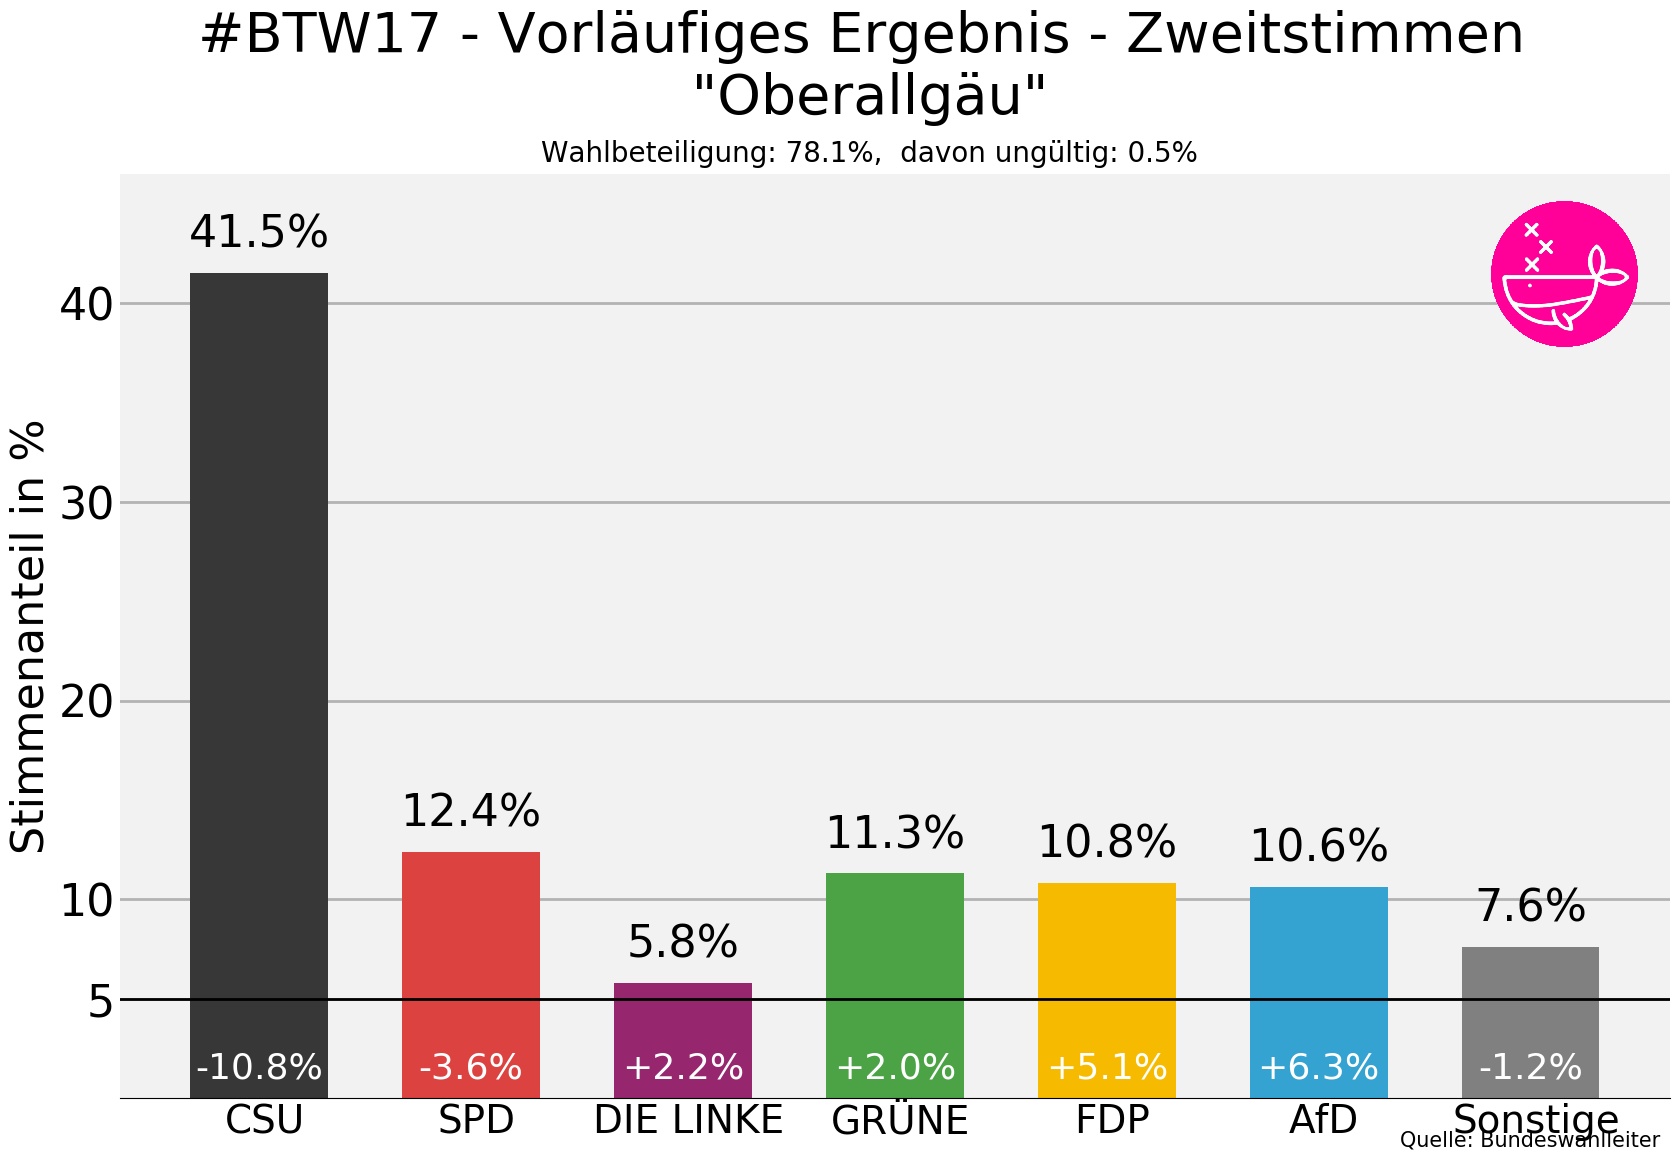 #BTW17 - Vorläufiges Ergebnis - Zweitstimmen
"Oberallgäu"
Wahlbeteiligung: 78.1%,  davon ungültig: 0.5%
Stimmenanteil in %
40
30
20
10
5
41.5%
12.4%
5.8%
11.3%
10.8%
10.6%
7.6%
-10.8%
-3.6%
+2.2%
+2.0%
+5.1%
+6.3%
-1.2%
CSU
SPD
DIE LINKE
GRÜNE
FDP
AfD
Sonstige
Quelle: Bundeswahlleiter